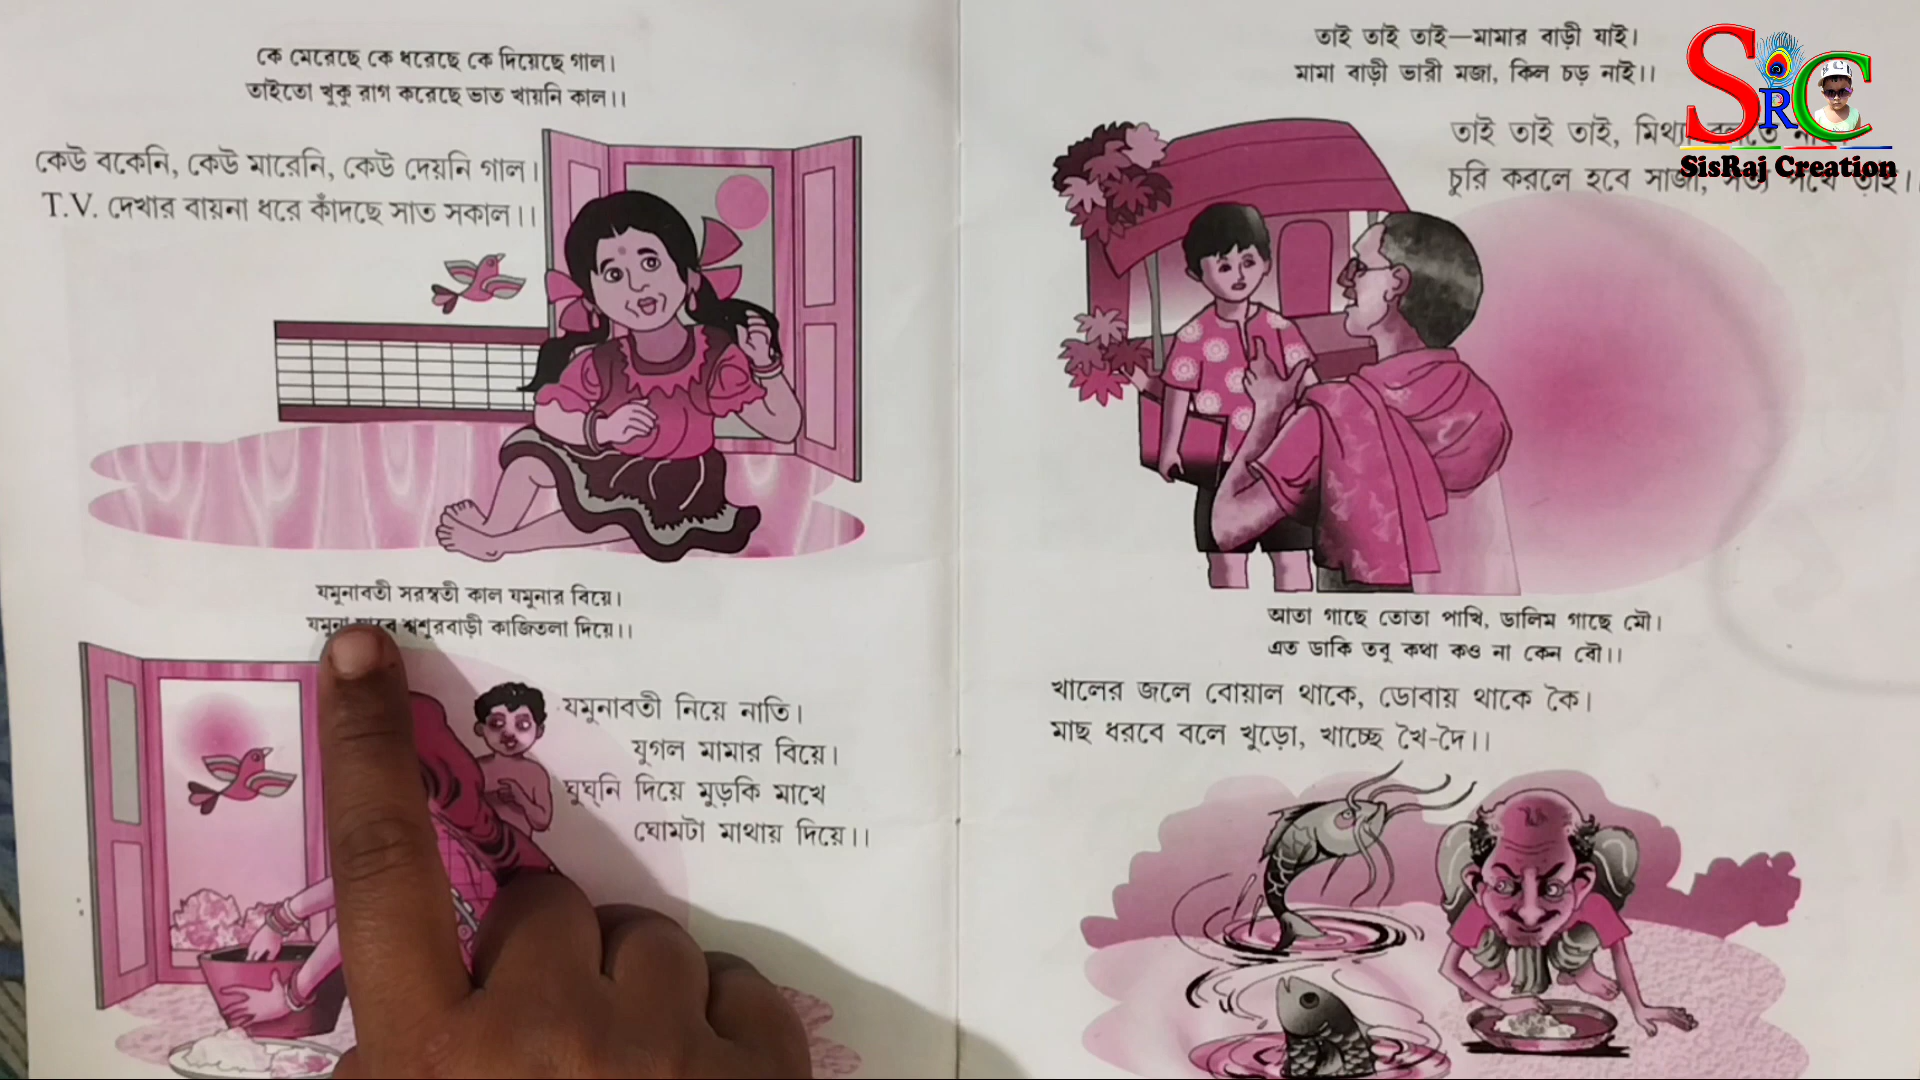 কে মেরেছে কে ধরেছে কে দিয়েছে গাল।
তাইতো খুকু রাগ করেছে ভাত খায়নি কাল।।
কেউ বকেনি, কেউ মারেনি, কেউ দেয়নি গাল।
T.V. দেখার বায়না ধরে কাঁদছে সাত সকাল।।
যমুনাবতী সরস্বতী কাল যমুনার বিয়ে।
যমুনা শ্বশুরবাড়ী কাজিতলা দিয়ে।।
যমুনাবতী নিয়ে নাতি।
যুগল মামার বিয়ে।
ঘুঘ্‌নি দিয়ে মুড়কি মাখে
ঘোমটা মাথায় দিয়ে।।
তাই তাই তাই—মামার বাড়ী যাই।
মামা বাড়ী ভারী মজা, কিল চড় নাই।।
তাই তাই তাই,
চুরি করলে হবে সাজা,
আতা গাছে তোতা পাখি, ডালিম গাছে মৌ।
এত ডাকি তবু কথা কও না কেন বৌ।।
খালের জলে বোয়াল থাকে, ডোবায় থাকে কৈ।
মাছ ধরবে বলে খুড়ো, খাচ্ছে খৈ-দৈ।।
SRC
SisRaj Creation